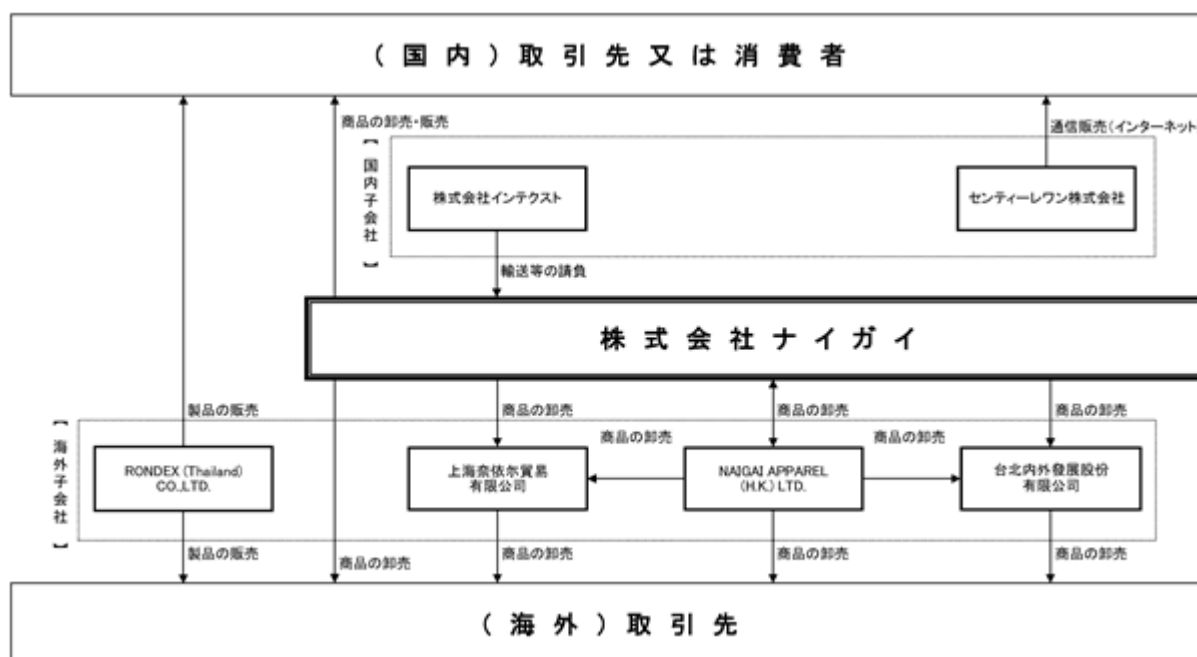 (国内)取引先又は消費者
商品の卸売・販売
通信販売(インターネット
【国内子会社】
株式会社インテクスト
センティーレワン株式会社
輸送等の請負
株式会社ナイガイ
製品の販売
商品の卸売
商品の卸売
商品の卸売
【海外子会社】
商品の卸売
商品の卸売
RONDEX (Thailand)
CO.,LTD.
上海奈依尓貿易
有限公司
NAIGAI APPAREL
(H.K.) LTD.
台北内外發展股份
有限公司
製品の販売
商品の卸売
商品の卸売
商品の卸売
商品の卸売
(海外)取引先